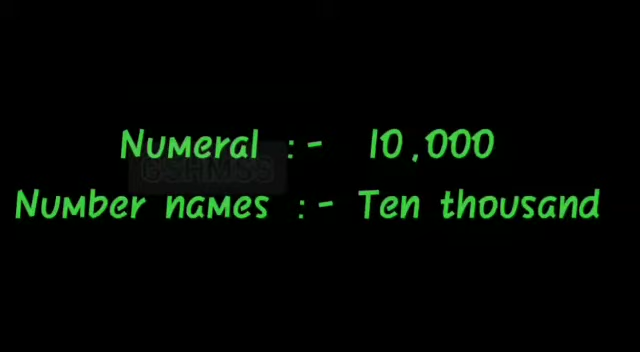 Numeral :- 10,000
Number names :- Ten thousand